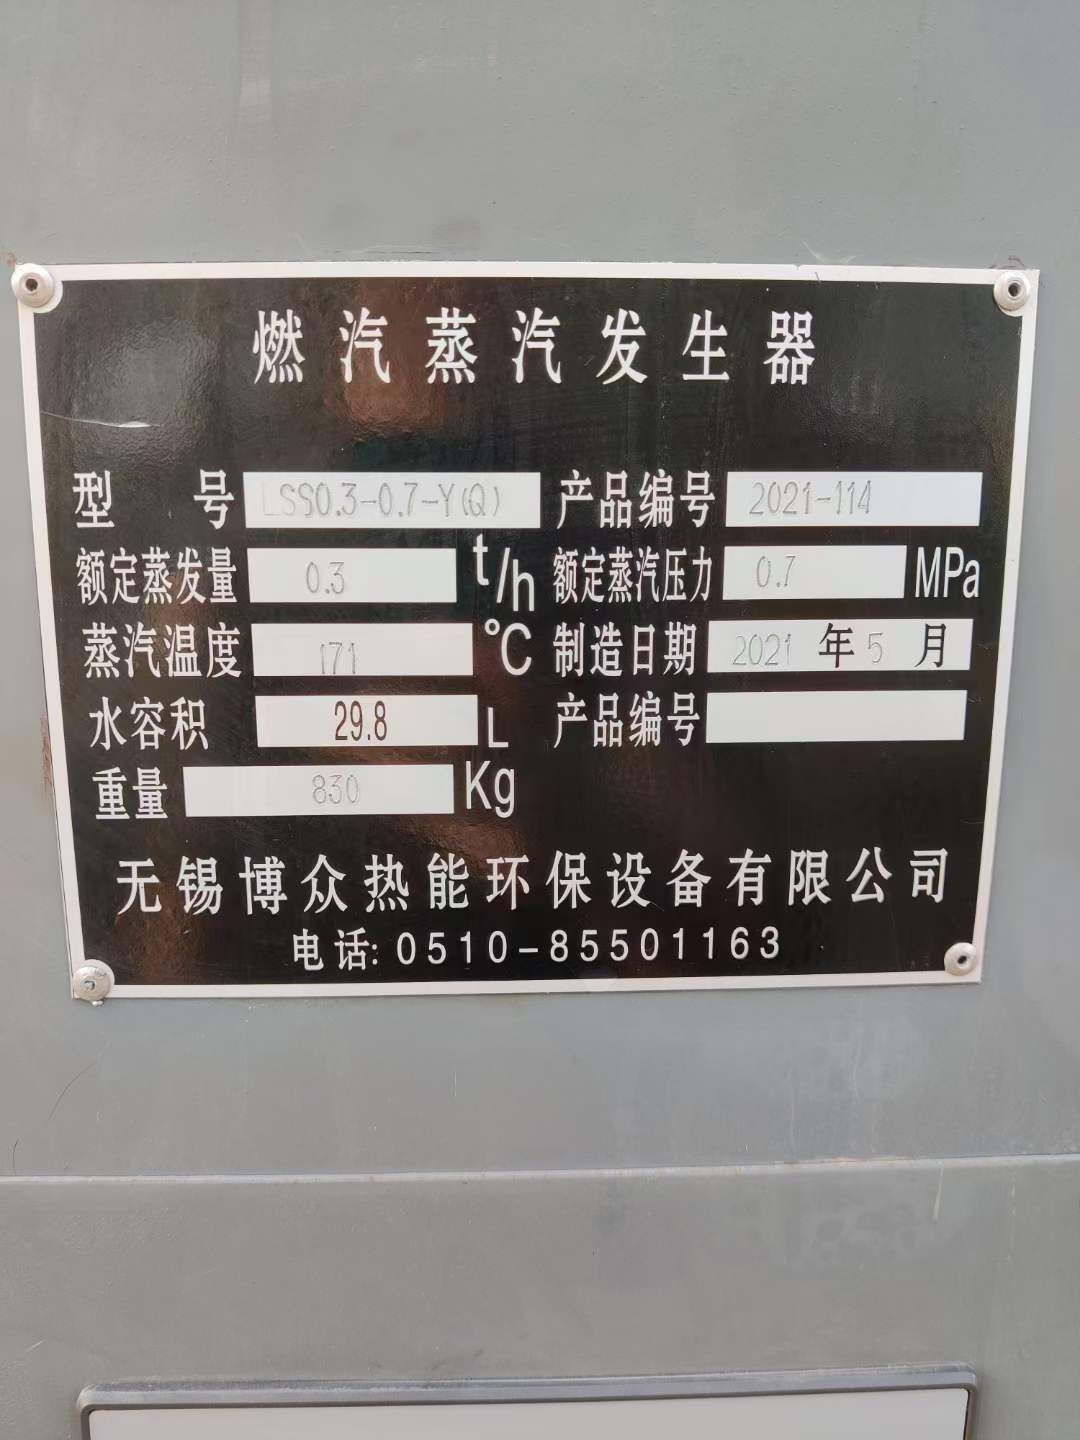 燃汽蒸汽发生器
型号 LSS0.3-0.7-Y(Q) 产品编号 2021-114
额定蒸发量 0.3 t/h 额定蒸汽压力 0.7 MPa
蒸汽温度 171 ℃ 制造日期 2021 年 5 月
水容积 29.8 L 产品编号
重量 830 Kg
无锡博众热能环保设备有限公司
电话: 0510-85501163